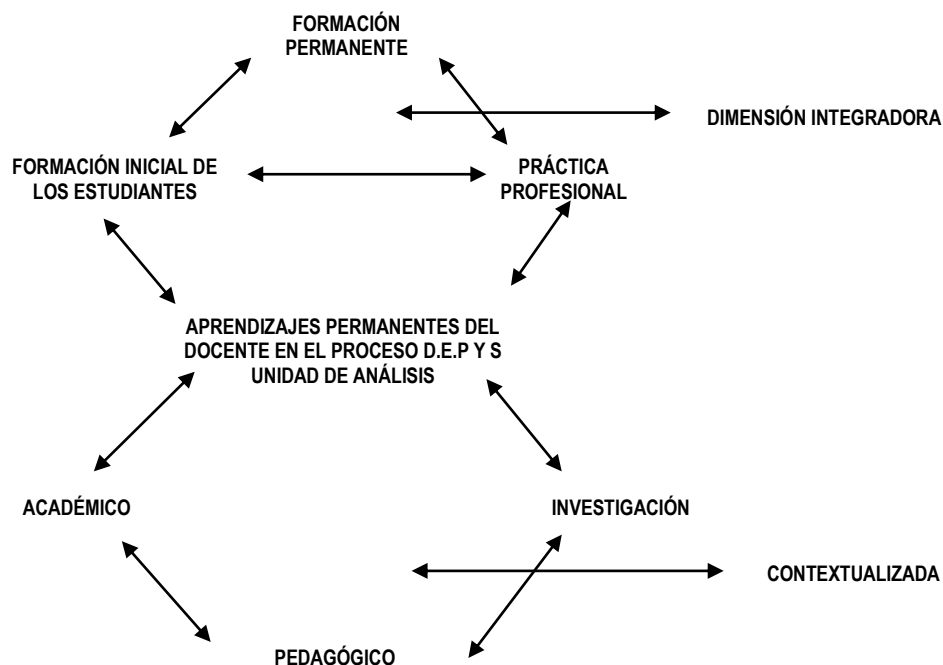 FORMACIÓN
PERMANENTE
DIMENSIÓN INTEGRADORA
FORMACIÓN INICIAL DE
LOS ESTUDIANTES
PRÁCTICA
PROFESIONAL
APRENDIZAJES PERMANENTES DEL
DOCENTE EN EL PROCESO D.E.P Y S
UNIDAD DE ANÁLISIS
ACADÉMICO
INVESTIGACIÓN
CONTEXTUALIZADA
PEDAGÓGICO